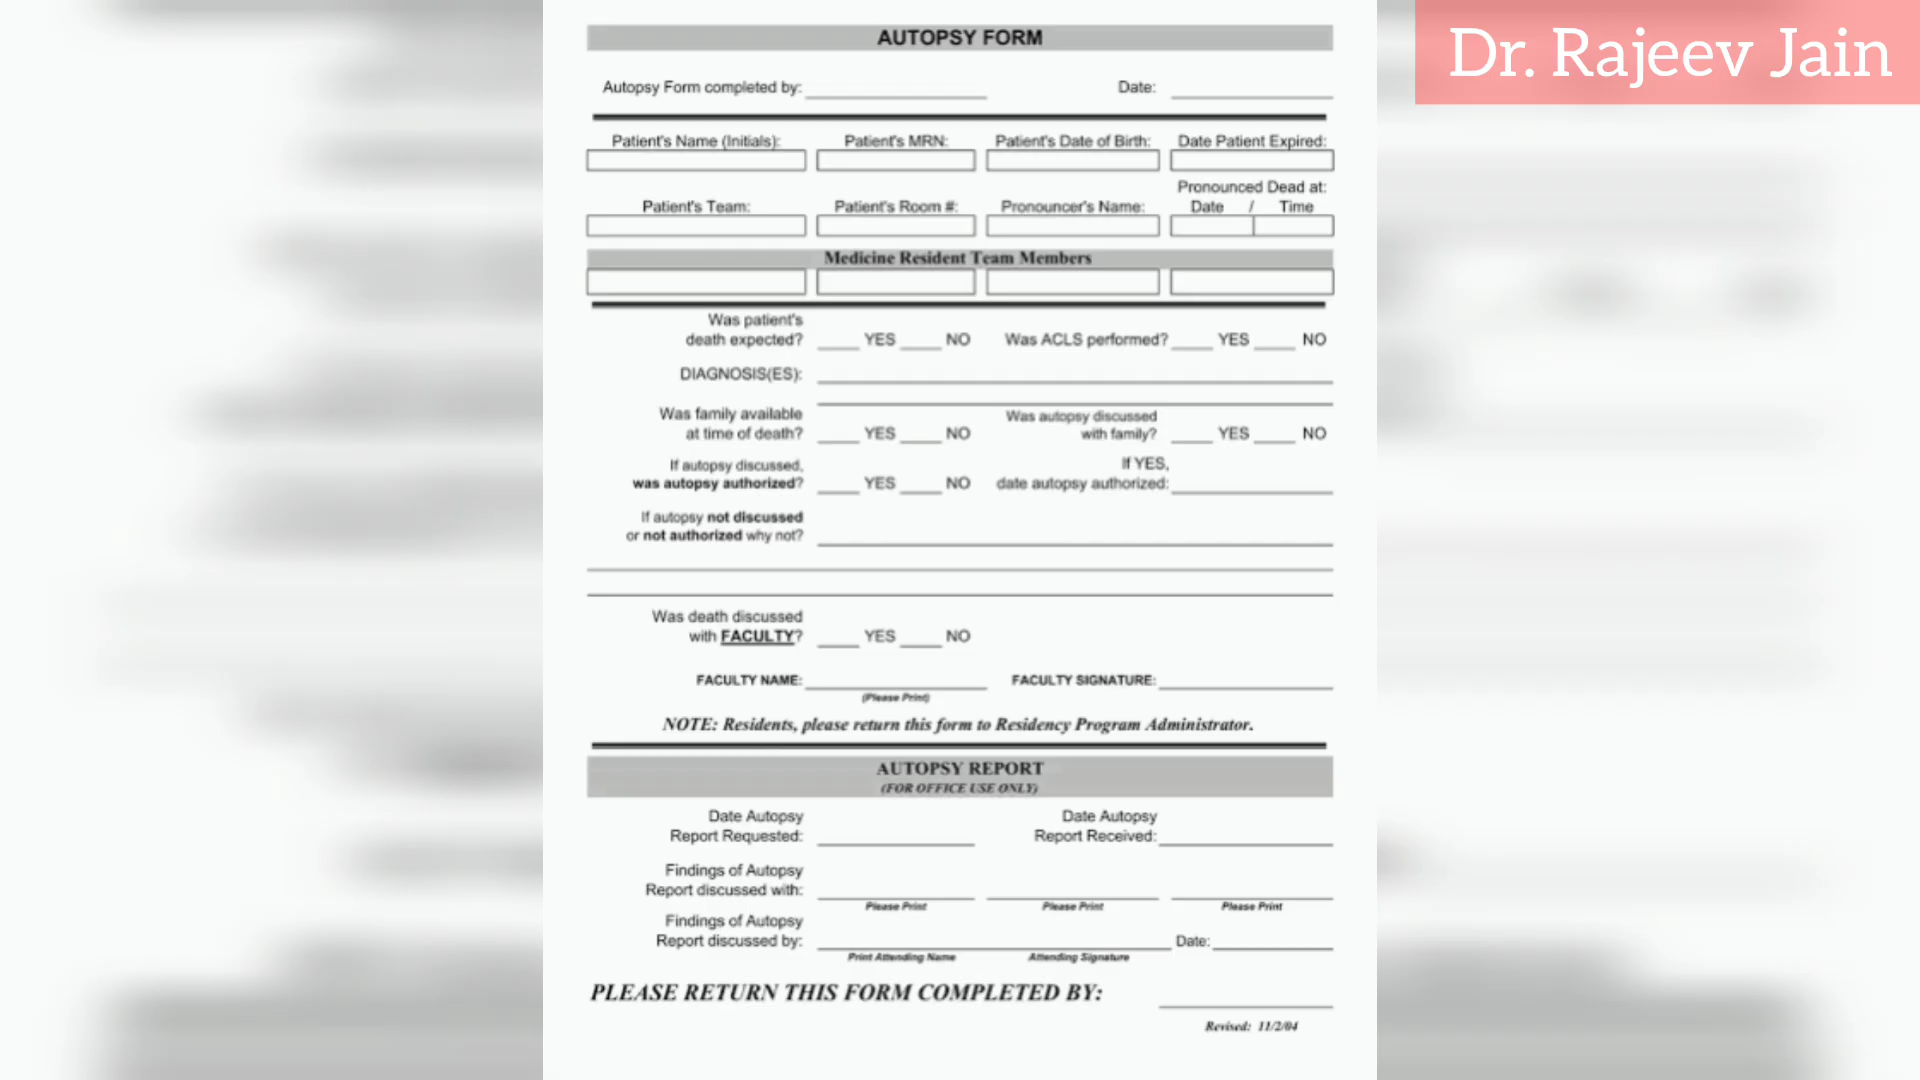 Dr. Rajeev Jain
AUTOPSY FORM
Autopsy Form completed by: Date:
Patient's Name (Initials): Patient's MRN: Patient's Date of Birth: Date Patient Expired:
Pronounced Dead at:
Patient's Team: Patient's Room #: Pronouncer's Name: Date / Time
Medicine Resident Team Members
Was patient's
death expected? YES NO Was ACLS performed? YES NO
DIAGNOSIS(ES):
Was family available Was autopsy discussed
at time of death? YES NO with family? YES NO
If autopsy discussed, If YES,
was autopsy authorized? YES NO date autopsy authorized:
If autopsy not discussed
or not authorized why not?
Was death discussed
with FACULTY? YES NO
FACULTY NAME: FACULTY SIGNATURE:
(Please Print)
NOTE: Residents, please return this form to Residency Program Administrator.
AUTOPSY REPORT
(FOR OFFICE USE ONLY)
Date Autopsy Date Autopsy
Report Requested: Report Received:
Findings of Autopsy
Report discussed with:
Please Print Please Print Please Print
Findings of Autopsy
Report discussed by: Date:
Print Attending Name Attending Signature
PLEASE RETURN THIS FORM COMPLETED BY:
Revised: 11/2/04